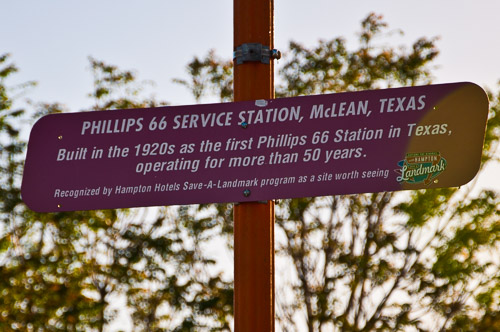 PHILLIPS 66 SERVICE STATION, McLEAN, TEXAS
Built in the 1920s as the first Phillips 66 Station in Texas,
operating for more than 50 years.
Recognized by Hampton Hotels Save-A-Landmark program as a site worth seeing
HAMPTON
Landmark